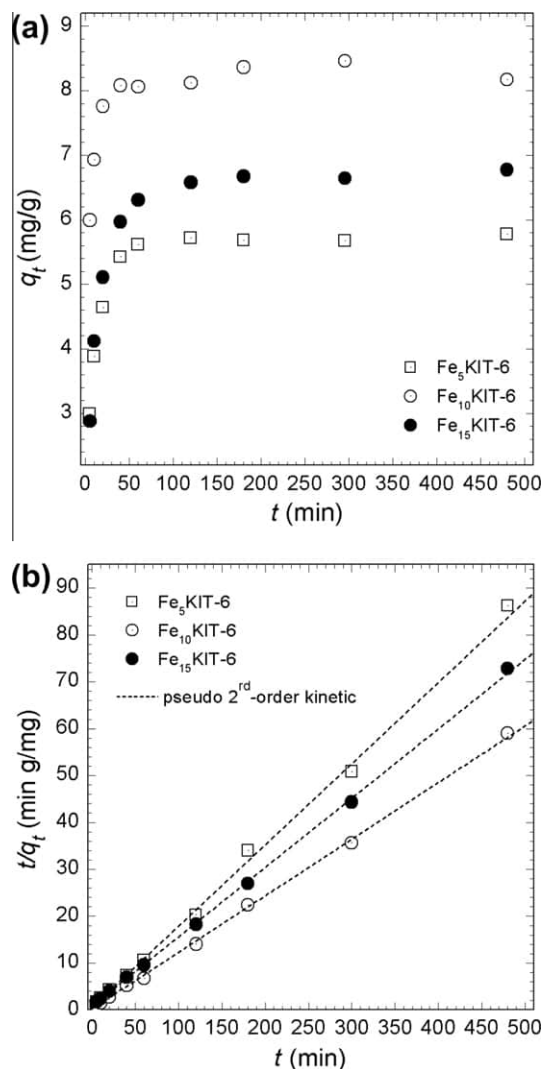 (a)
9
8
7
6
5
4
3
q_t (mg/g)
Fe₅KIT-6
Fe₁₀KIT-6
Fe₁₅KIT-6
0 50 100 150 200 250 300 350 400 450 500
t (min)
(b)
90
80
70
60
50
40
30
20
10
0
t/q_t (min g/mg)
Fe₅KIT-6
Fe₁₀KIT-6
Fe₁₅KIT-6
pseudo 2ʳᵈ-order kinetic
0 50 100 150 200 250 300 350 400 450 500
t (min)